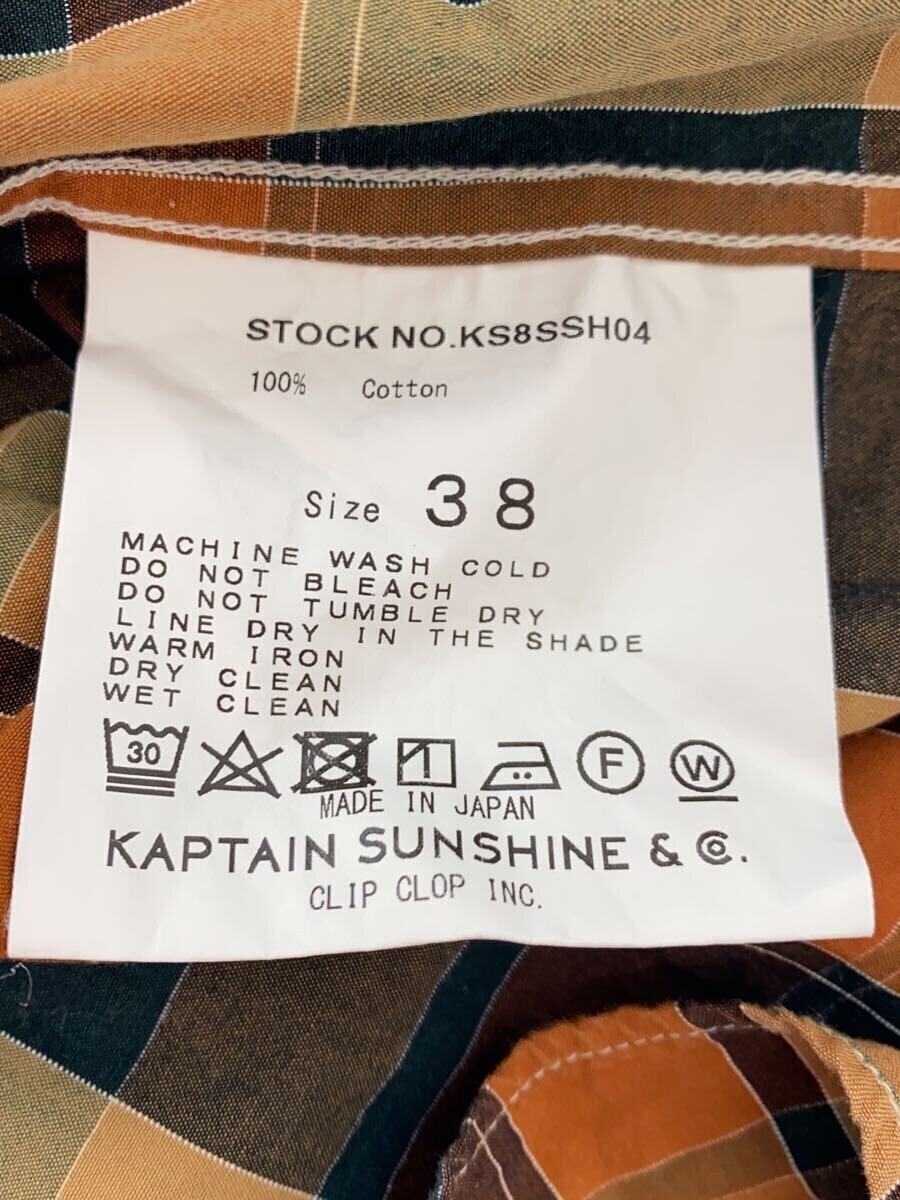 STOCK NO.KS8SSH04
100% Cotton
Size 38
MACHINE WASH COLD
DO NOT BLEACH
DO NOT TUMBLE DRY
LINE DRY IN THE SHADE
WARM IRON
DRY CLEAN
WET CLEAN
30 F W
MADE IN JAPAN
KAPTAIN SUNSHINE & CO.
CLIP CLOP INC.